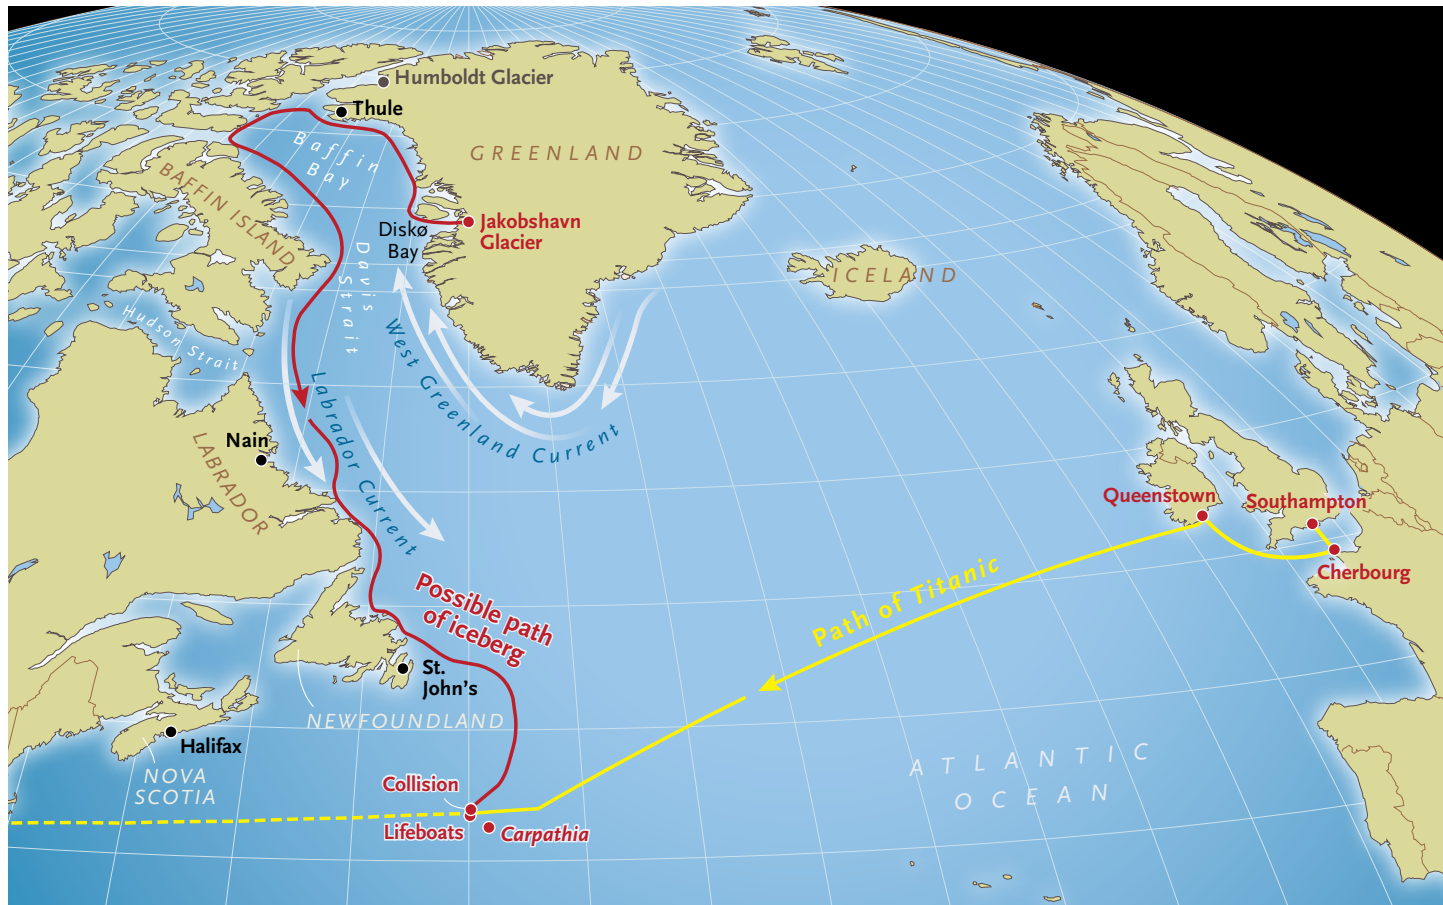 Humboldt Glacier
Thule
Baffin
Bay
GREENLAND
BAFFIN ISLAND
Jakobshavn
Glacier
Diskø
Bay
Davis
Strait
ICELAND
Hudson Strait
West Greenland Current
Labrador Current
Nain
LABRADOR
Queenstown
Southampton
Cherbourg
Path of Titanic
Possible path
of iceberg
St.
John's
NEWFOUNDLAND
Halifax
NOVA
SCOTIA
ATLANTIC
OCEAN
Collision
Lifeboats
Carpathia